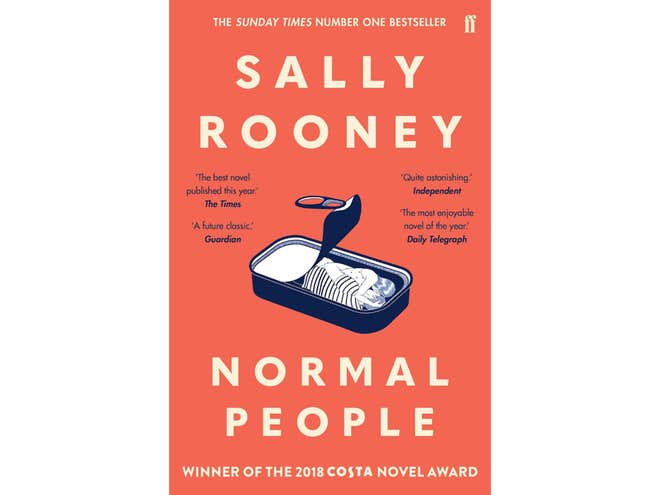 THE SUNDAY TIMES NUMBER ONE BESTSELLER
ff
SALLY
ROONEY
‘The best novel
published this year.’
The Times
‘A future classic.’
Guardian
‘Quite astonishing.’
Independent
‘The most enjoyable
novel of the year.’
Daily Telegraph
NORMAL
PEOPLE
WINNER OF THE 2018 COSTA NOVEL AWARD